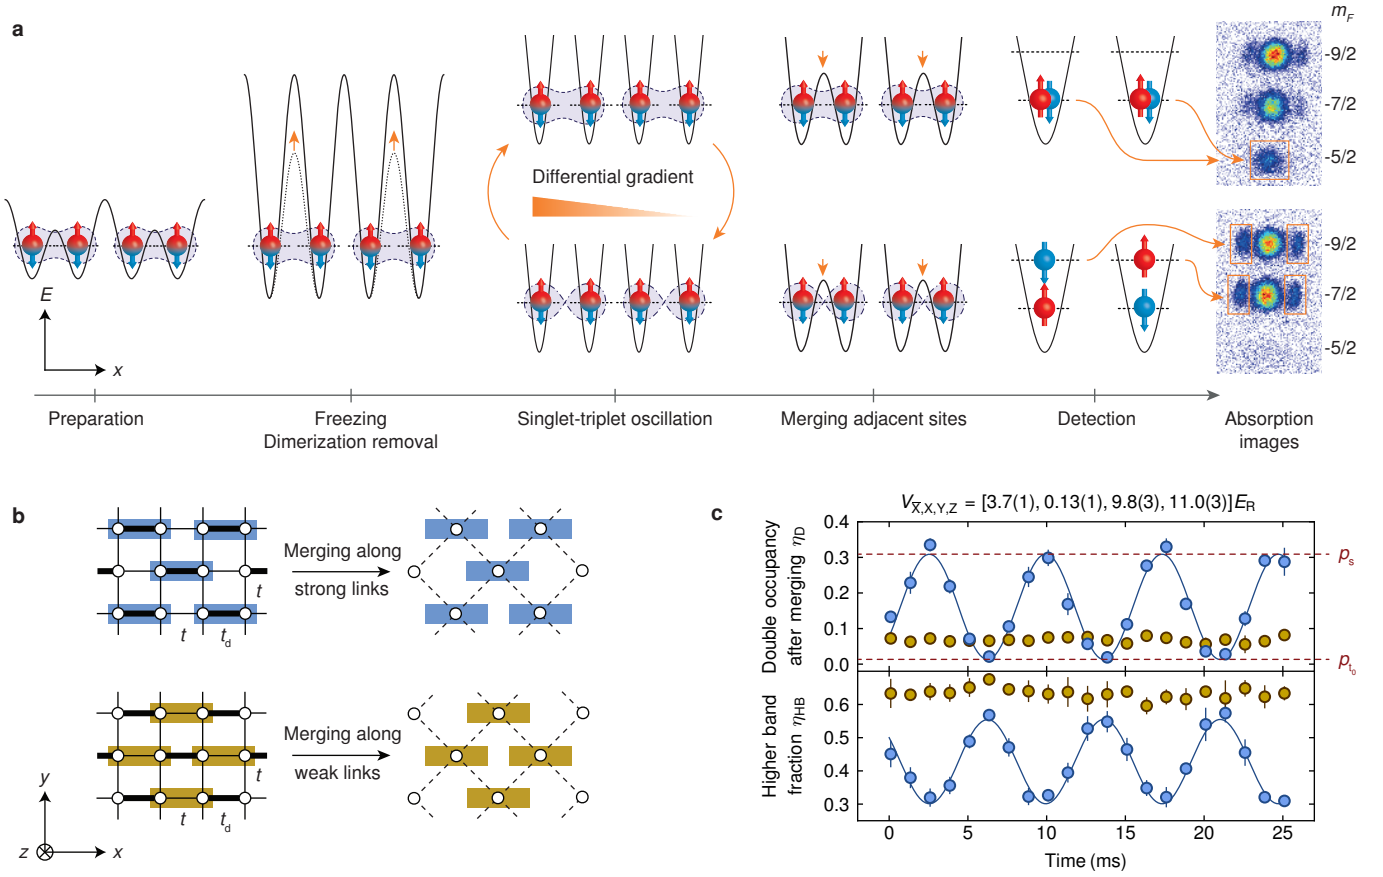 a
m_F
-9/2
-7/2
-5/2
Differential gradient
-9/2
-7/2
-5/2
E
x
Preparation
Freezing
Dimerization removal
Singlet-triplet oscillation
Merging adjacent sites
Detection
Absorption
images
b
Merging along
strong links
t
t
t_d
Merging along
weak links
t
t
t_d
y
z
x
c
V_X̅,X,Y,Z = [3.7(1), 0.13(1), 9.8(3), 11.0(3)]E_R
Double occupancy
after merging η_D
0.4
0.3
0.2
0.1
0.0
p_s
p_t₀
Higher band
fraction η_HB
0.6
0.5
0.4
0.3
0
5
10
15
20
25
Time (ms)